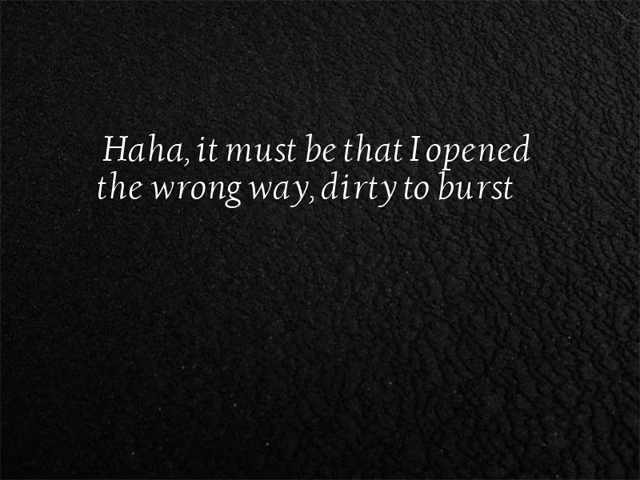 Haha, it must be that I opened
the wrong way, dirty to burst